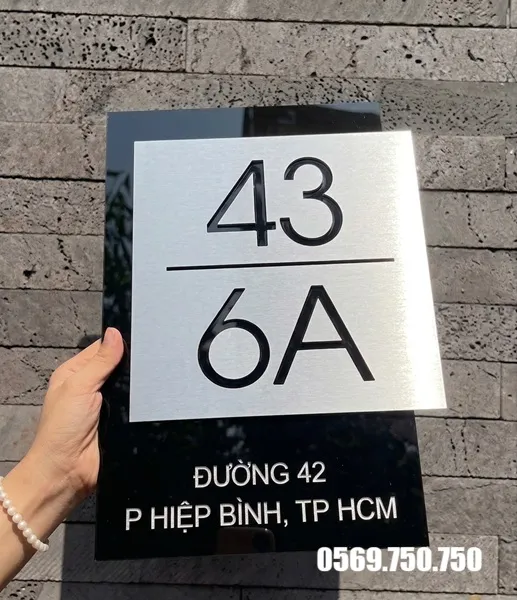 43
6A
ĐƯỜNG 42
P HIỆP BÌNH, TP HCM
0569.750.750